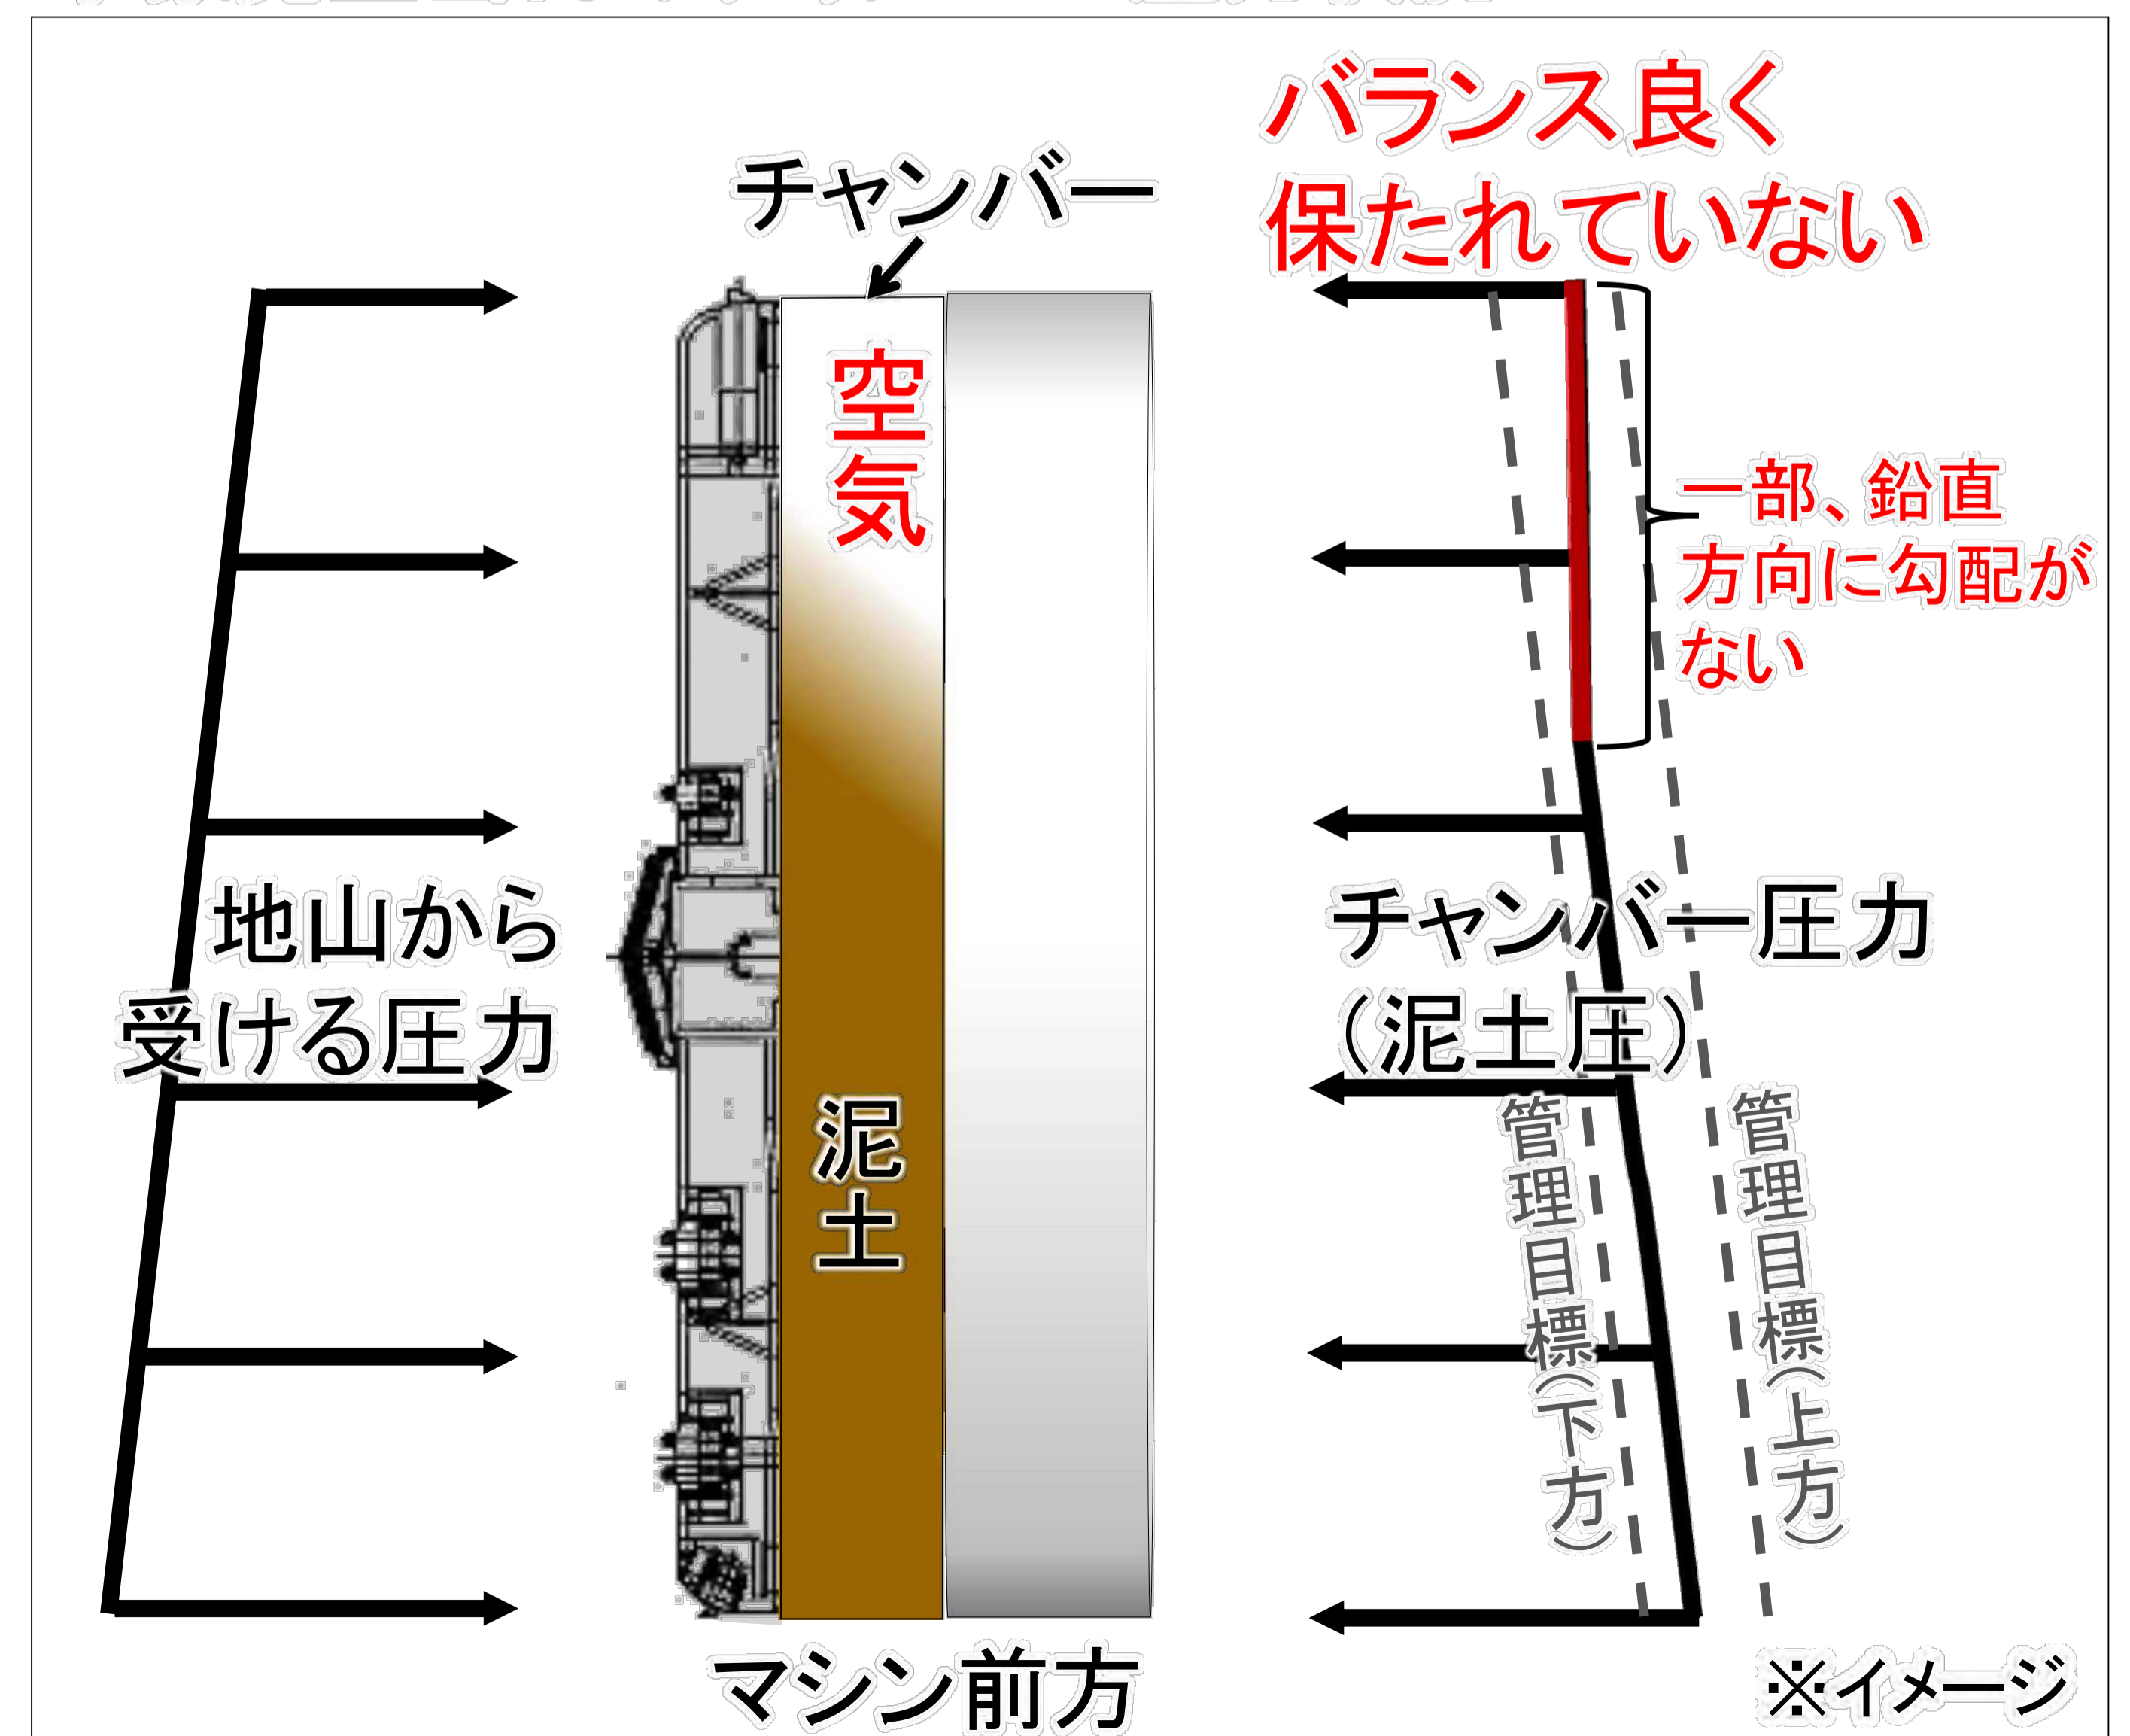 バランス良く
保たれていない
チャンバー
空気
一部、鉛直
方向に勾配が
ない
地山から
受ける圧力
チャンバー圧力
（泥土圧）
泥土
管理目標（下方）
管理目標（上方）
マシン前方
※イメージ